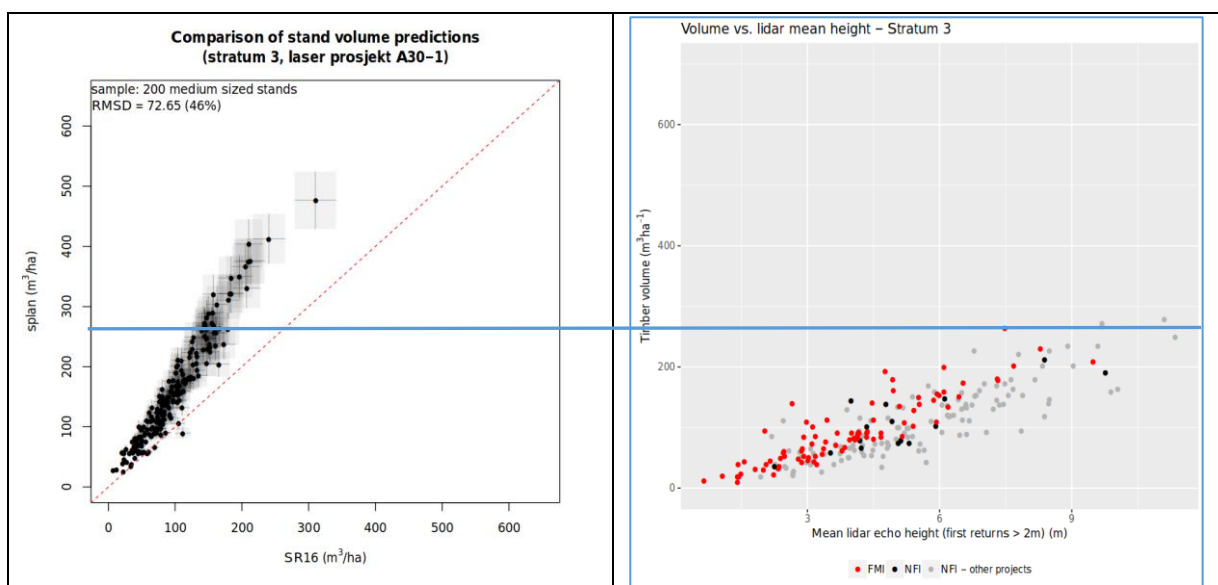 Comparison of stand volume predictions
(stratum 3, laser prosjekt A30−1)
sample: 200 medium sized stands
RMSD = 72.65 (46%)
600
500
400
300
200
100
0
splan (m³/ha)
0 100 200 300 400 500 600
SR16 (m³/ha)
Volume vs. lidar mean height − Stratum 3
600
400
200
0
Timber volume (m³ha⁻¹)
3 6 9
Mean lidar echo height (first returns > 2m) (m)
FMI NFI NFI − other projects